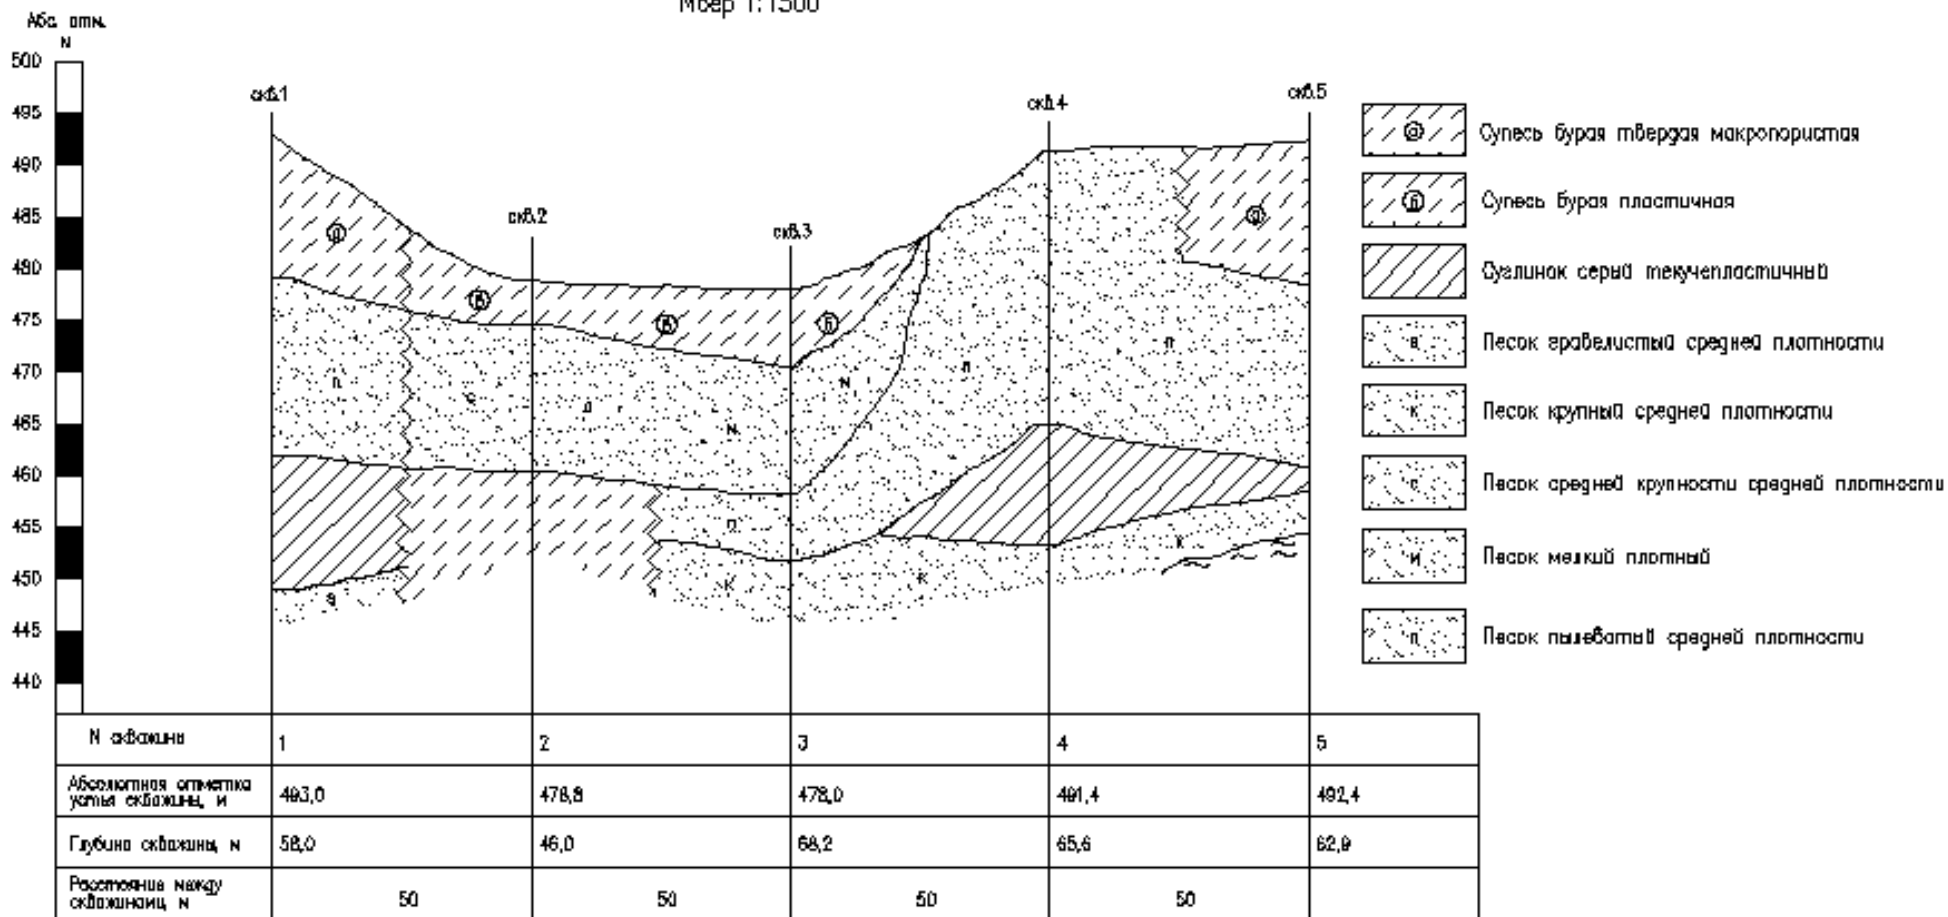 Мвер 1:1500
Абс. отм.
м
500
495
490
485
480
475
470
465
460
455
450
445
440
скв.1
скв.2
скв.3
скв.4
скв.5
а
в
в
б
а
п
с
п
м
м
п
п
п
к
к
к
а Супесь бурая твердая макропористая
б Супесь бурая пластичная
Суглинок серый текучепластичный
Песок гравелистый средней плотности
к Песок крупный средней плотности
с Песок средней крупности средней плотности
м Песок мелкий плотный
п Песок пылеватый средней плотности
N скважины 1 2 3 4 5
Абсолютная отметка
устья скважины, м 493,0 478,8 478,0 491,4 492,4
Глубина скважины, м 58,0 46,0 68,2 65,6 62,9
Расстояние между
скважинами, м 50 50 50 50